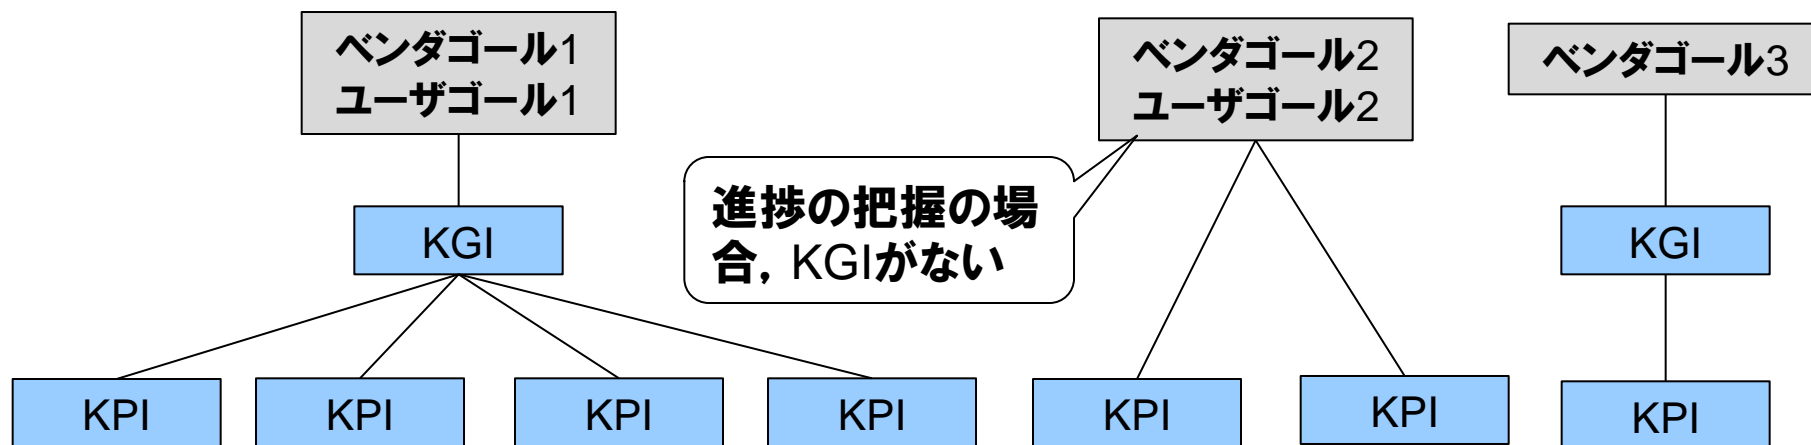 ベンダゴール1
ユーザゴール1
ベンダゴール2
ユーザゴール2
ベンダゴール3
進捗の把握の場
合，KGIがない
KGI
KGI
KPI
KPI
KPI
KPI
KPI
KPI
KPI